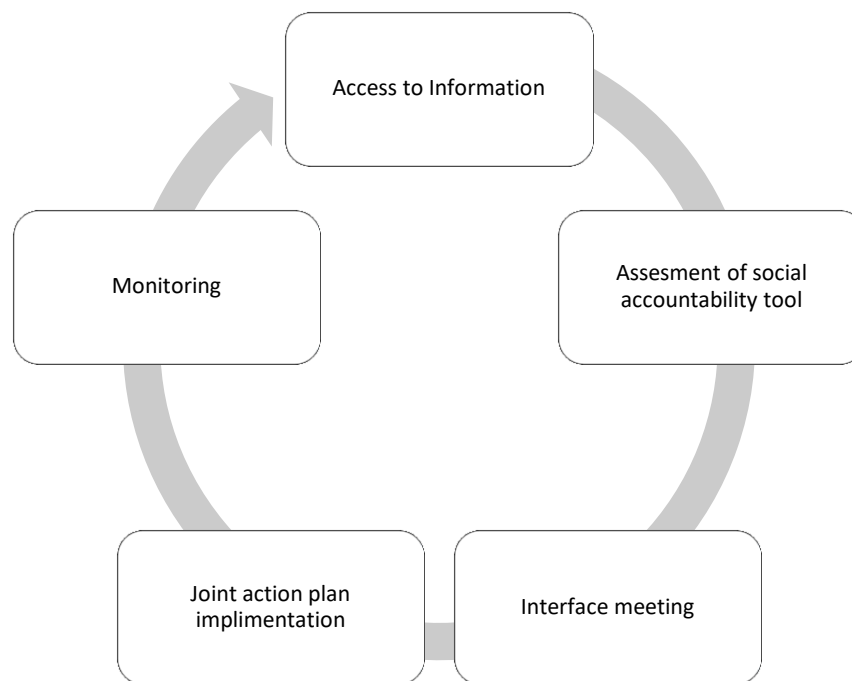 Access to Information
Assesment of social
accountability tool
Interface meeting
Joint action plan
implimentation
Monitoring